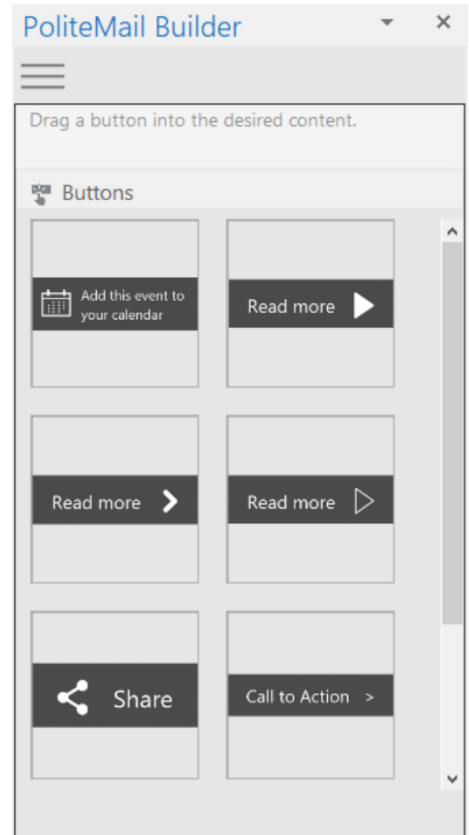 PoliteMail Builder
Drag a button into the desired content.
Buttons
Add this event to
your calendar
Read more
Read more
Read more
Share
Call to Action >